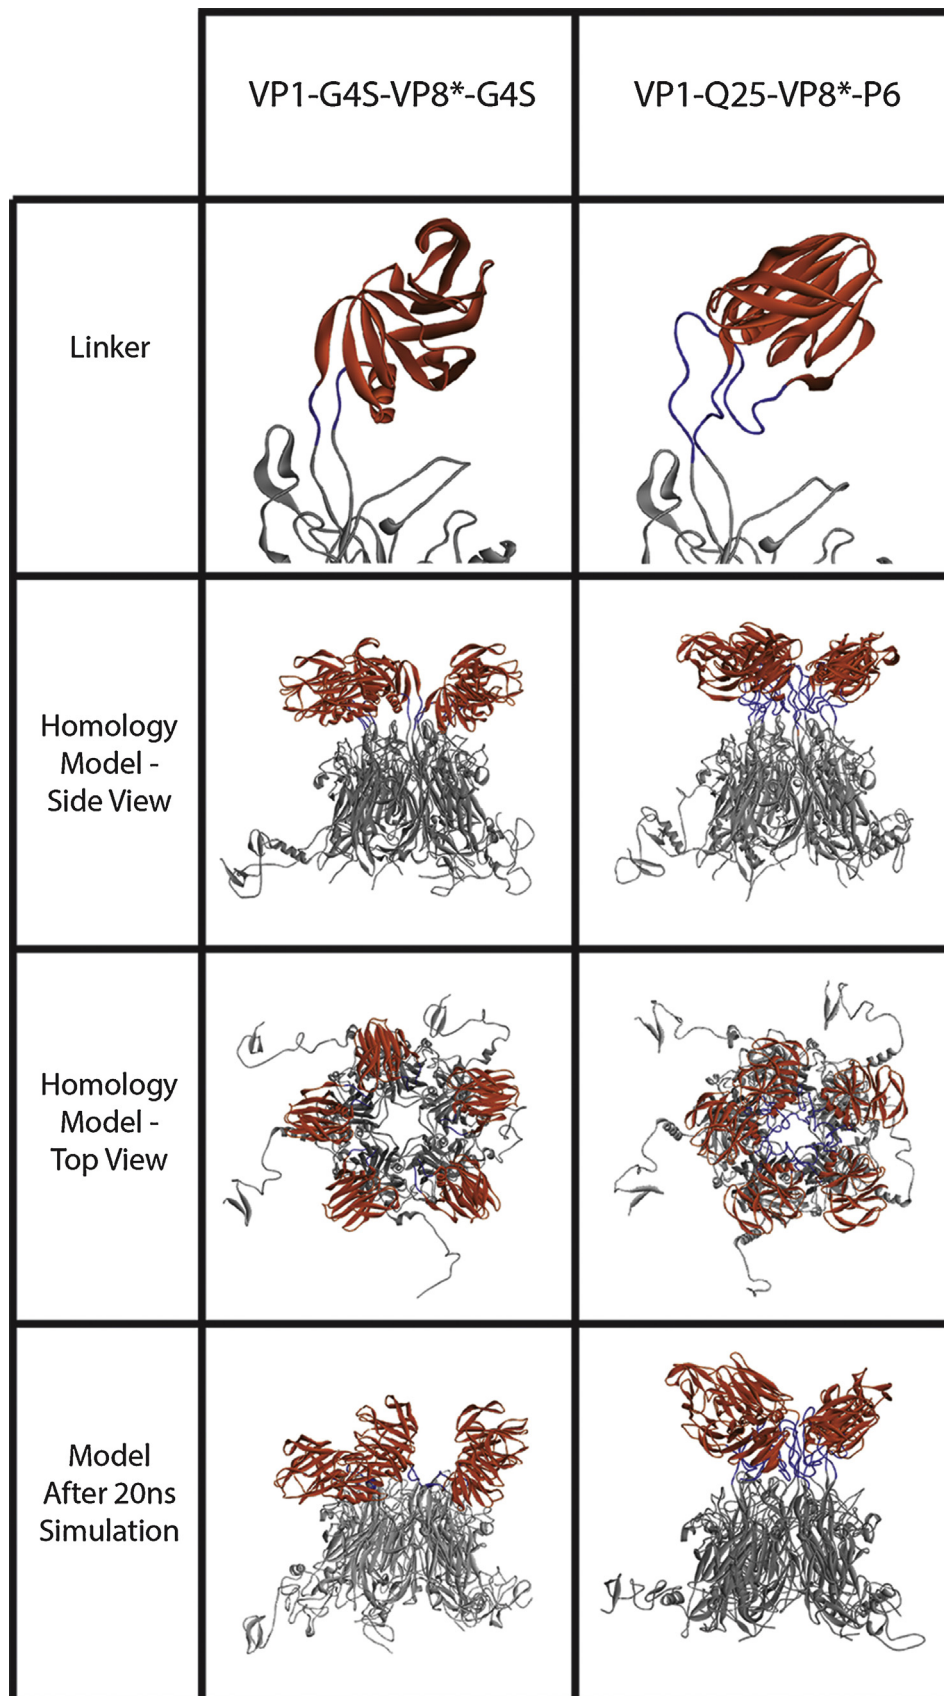 VP1-G4S-VP8*-G4S
VP1-Q25-VP8*-P6
Linker
Homology
Model -
Side View
Homology
Model -
Top View
Model
After 20ns
Simulation